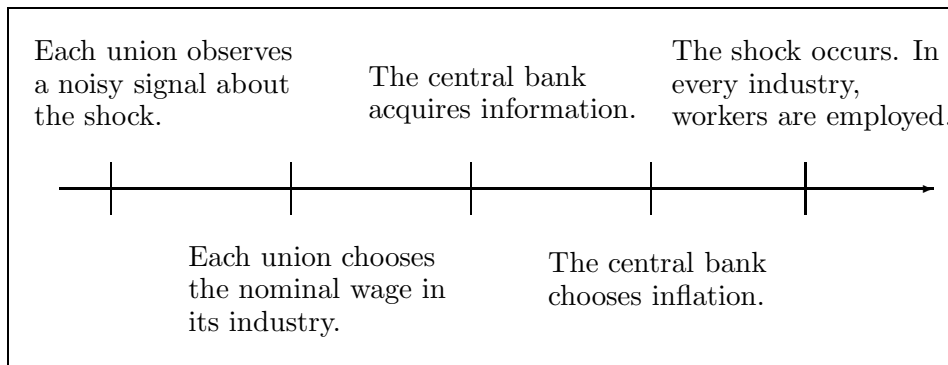 Each union observes
a noisy signal about
the shock.
Each union chooses
the nominal wage in
its industry.
The central bank
acquires information.
The central bank
chooses inflation.
The shock occurs. In
every industry,
workers are employed.